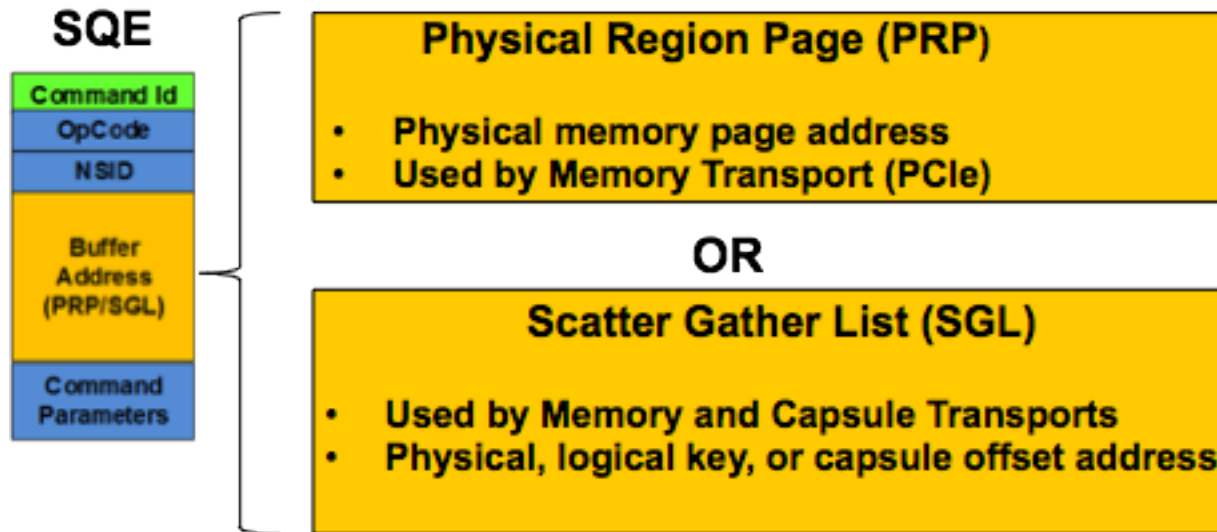 SQE
Command Id
OpCode
NSID
Buffer
Address
(PRP/SGL)
Command
Parameters
Physical Region Page (PRP)
• Physical memory page address
• Used by Memory Transport (PCIe)
OR
Scatter Gather List (SGL)
• Used by Memory and Capsule Transports
• Physical, logical key, or capsule offset address